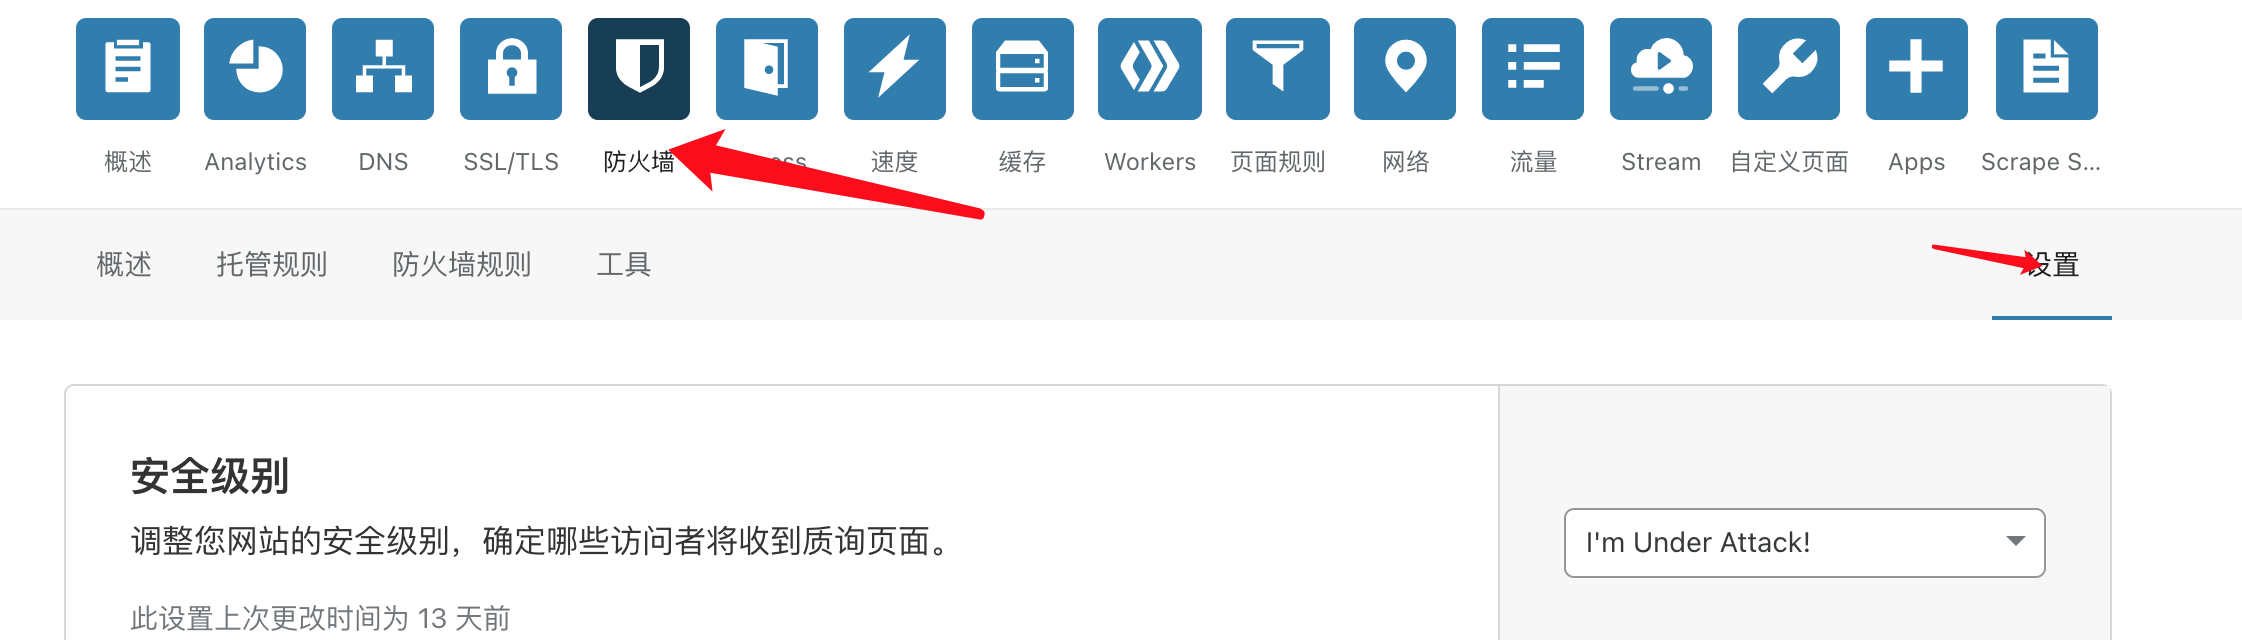 概述 Analytics DNS SSL/TLS 防火墙 速度 缓存 Workers 页面规则 网络 流量 Stream 自定义页面 Apps Scrape S...
概述 托管规则 防火墙规则 工具 设置
安全级别
调整您网站的安全级别，确定哪些访问者将收到质询页面。
I'm Under Attack!
此设置上次更改时间为 13 天前